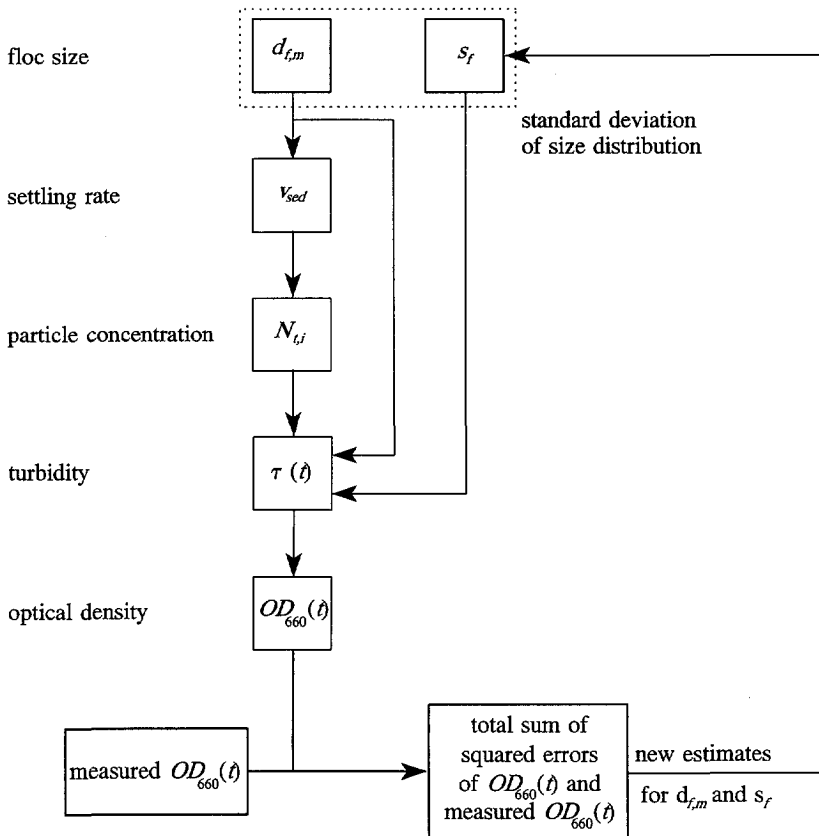 floc size
d_{f,m}
s_f
standard deviation
of size distribution
settling rate
v_{sed}
particle concentration
N_{t,i}
turbidity
τ (t)
optical density
OD_{660}(t)
measured OD_{660}(t)
total sum of
squared errors
of OD_{660}(t) and
measured OD_{660}(t)
new estimates
for d_{f,m} and s_f